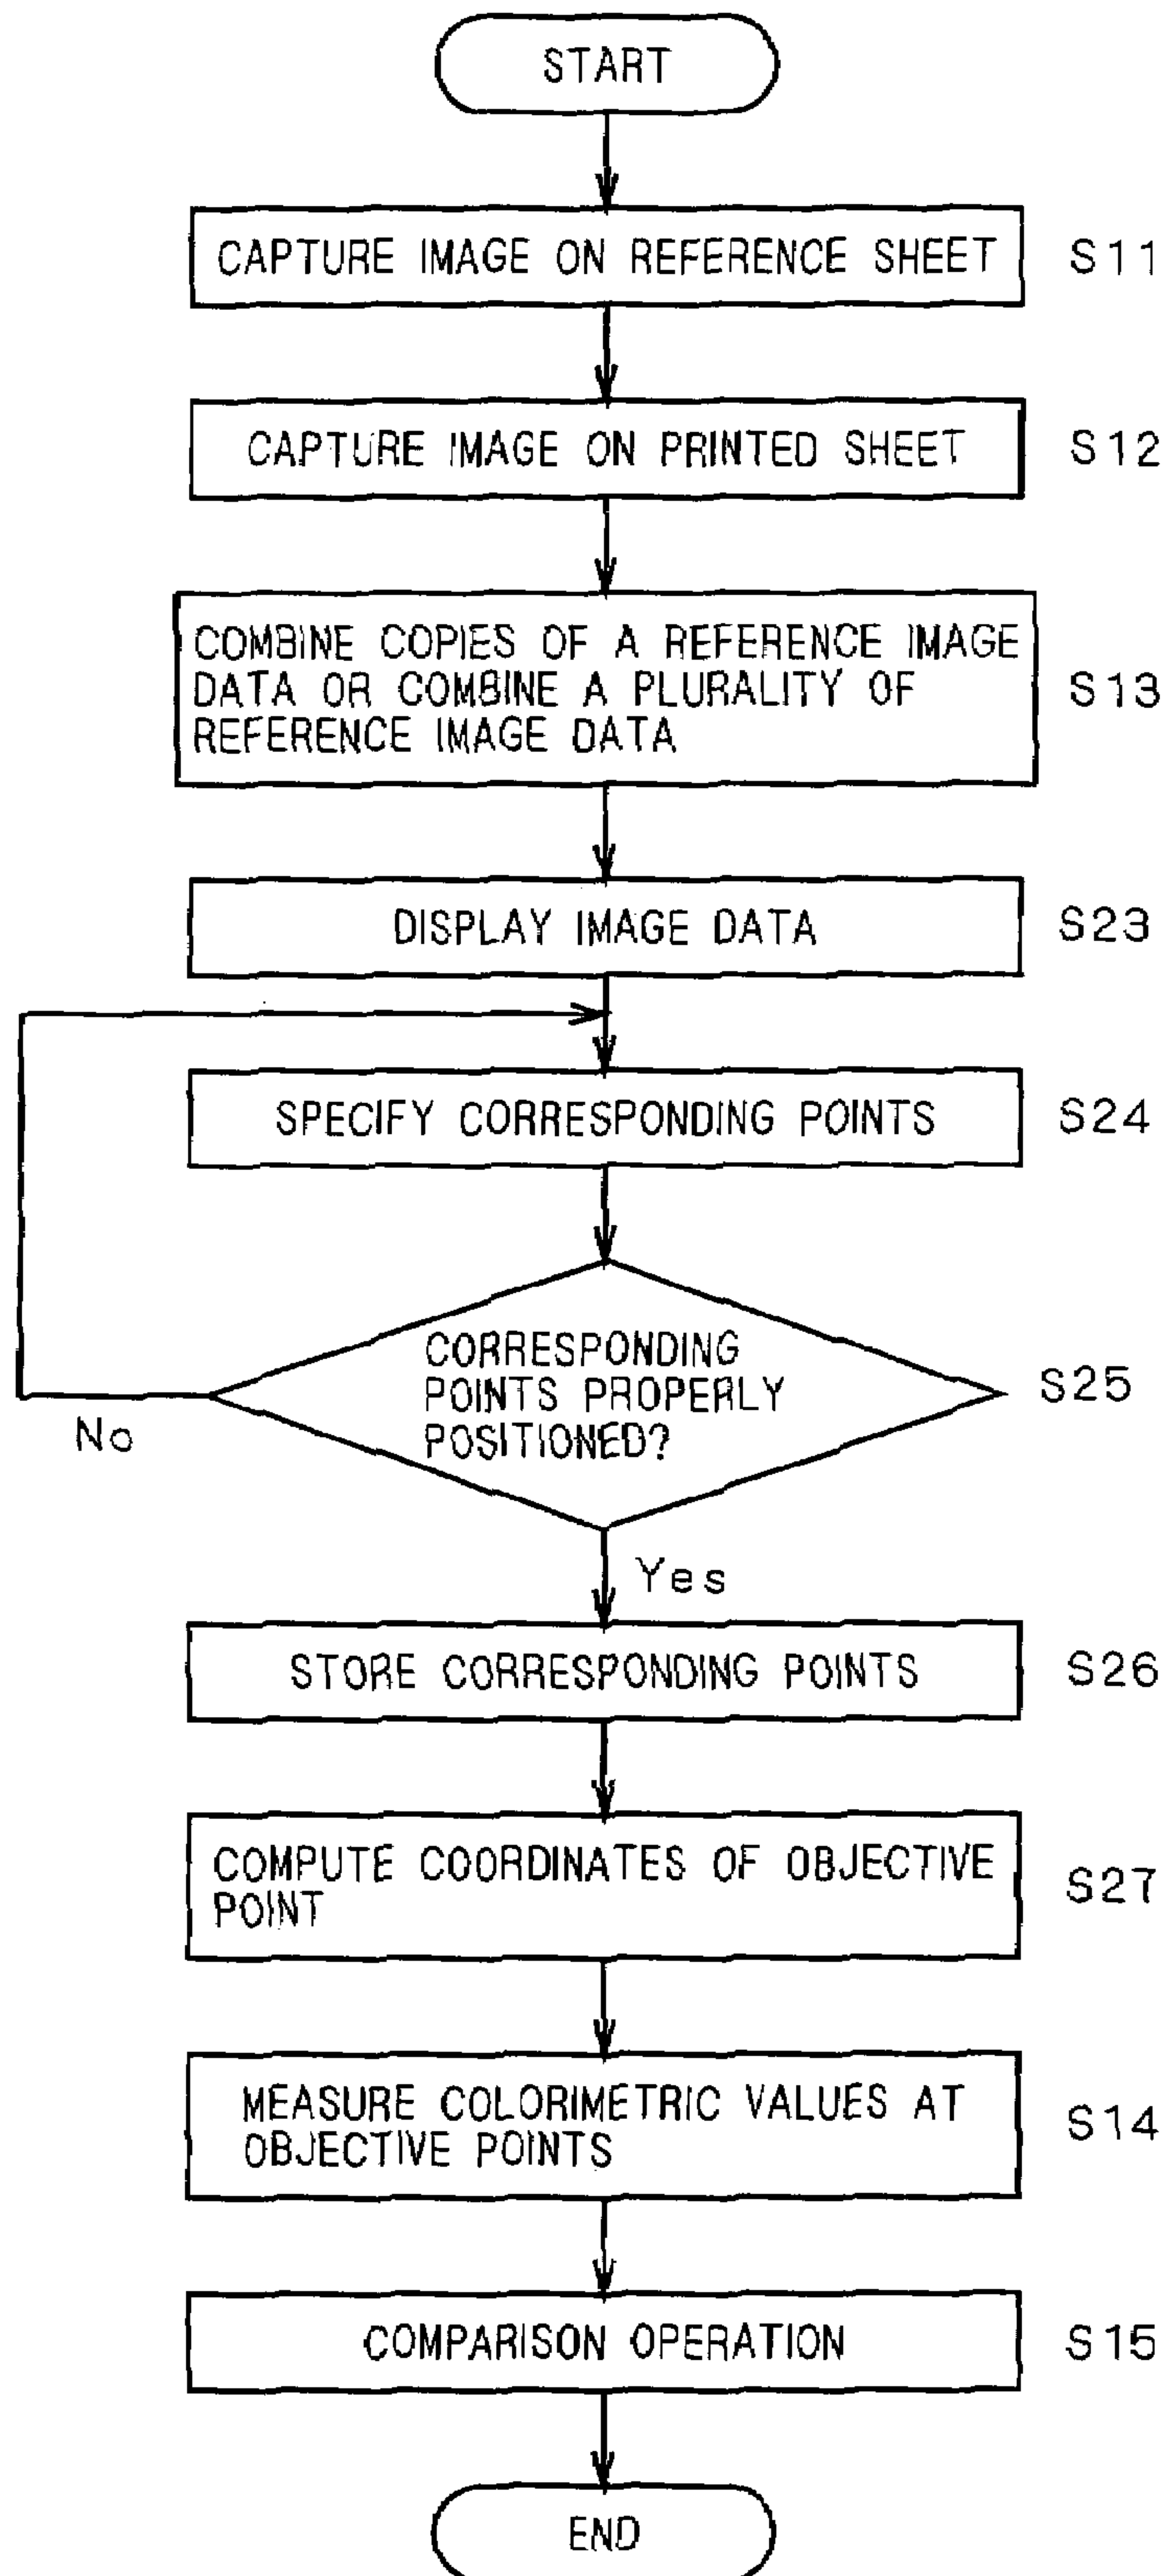 START
CAPTURE IMAGE ON REFERENCE SHEET S11
CAPTURE IMAGE ON PRINTED SHEET S12
COMBINE COPIES OF A REFERENCE IMAGE
DATA OR COMBINE A PLURALITY OF S13
REFERENCE IMAGE DATA
DISPLAY IMAGE DATA S23
SPECIFY CORRESPONDING POINTS S24
CORRESPONDING
POINTS PROPERLY S25
POSITIONED?
No
Yes
STORE CORRESPONDING POINTS S26
COMPUTE COORDINATES OF OBJECTIVE S27
POINT
MEASURE COLORIMETRIC VALUES AT S14
OBJECTIVE POINTS
COMPARISON OPERATION S15
END